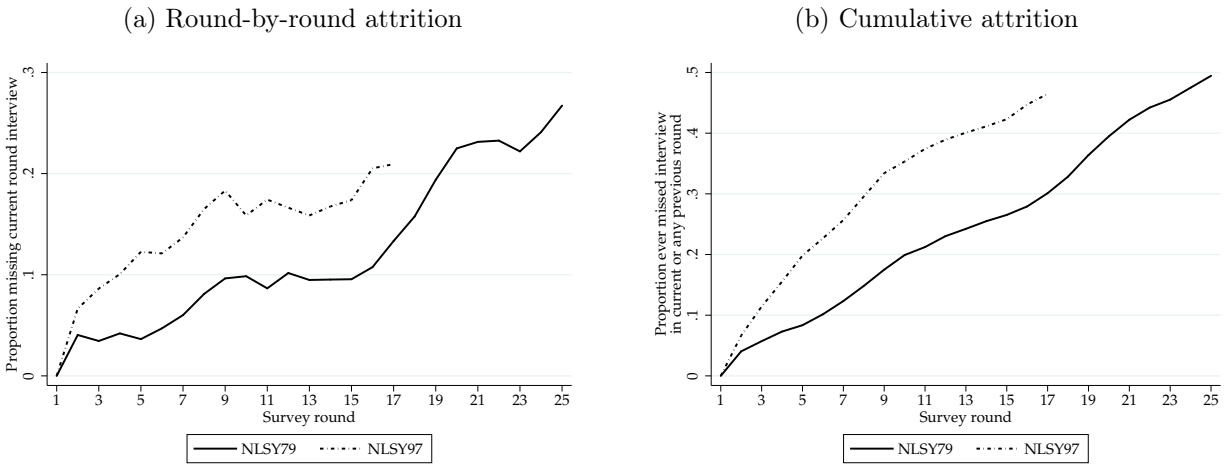 (a) Round-by-round attrition
Proportion missing current round interview
0 .1 .2 .3
1 3 5 7 9 11 13 15 17 19 21 23 25
Survey round
NLSY79 NLSY97
(b) Cumulative attrition
Proportion ever missed interview
in current or any previous round
0 .1 .2 .3 .4 .5
1 3 5 7 9 11 13 15 17 19 21 23 25
Survey round
NLSY79 NLSY97